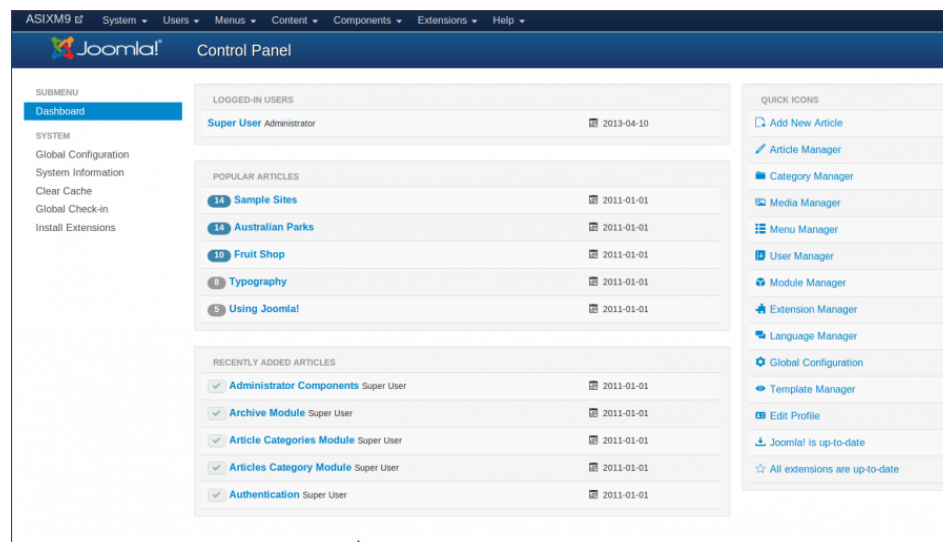 ASIXM9 System Users Menus Content Components Extensions Help
Joomla!® Control Panel
SUBMENU
Dashboard
SYSTEM
Global Configuration
System Information
Clear Cache
Global Check-in
Install Extensions
LOGGED-IN USERS
Super User Administrator 2013-04-10
POPULAR ARTICLES
14 Sample Sites 2011-01-01
14 Australian Parks 2011-01-01
10 Fruit Shop 2011-01-01
8 Typography 2011-01-01
5 Using Joomla! 2011-01-01
RECENTLY ADDED ARTICLES
Administrator Components Super User 2011-01-01
Archive Module Super User 2011-01-01
Article Categories Module Super User 2011-01-01
Articles Category Module Super User 2011-01-01
Authentication Super User 2011-01-01
QUICK ICONS
Add New Article
Article Manager
Category Manager
Media Manager
Menu Manager
User Manager
Module Manager
Extension Manager
Language Manager
Global Configuration
Template Manager
Edit Profile
Joomla! is up-to-date
All extensions are up-to-date